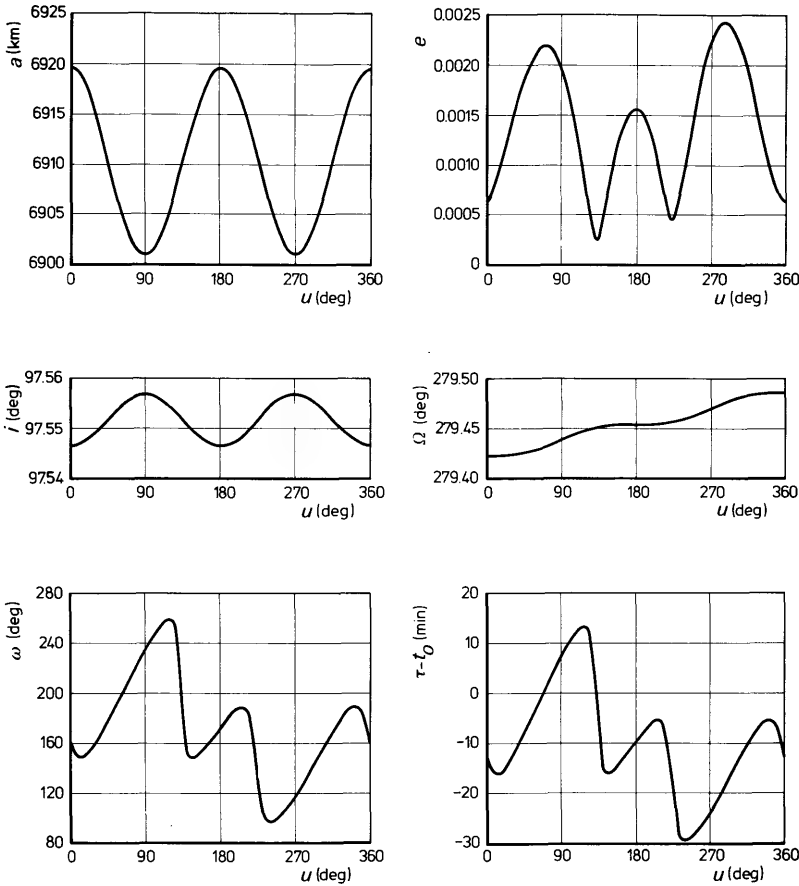 a (km)
6925
6920
6915
6910
6905
6900
0 90 180 270 360
u (deg)
e
0.0025
0.0020
0.0015
0.0010
0.0005
0
0 90 180 270 360
u (deg)
i (deg)
97.56
97.55
9754
0 90 180 270 360
u (deg)
Ω (deg)
279.50
279.45
279.40
0 90 180 270 360
u (deg)
ω (deg)
280
240
200
160
120
80
0 90 180 270 360
u (deg)
τ-t₀ (min)
20
10
0
-10
-20
-30
0 90 180 270 360
u (deg)